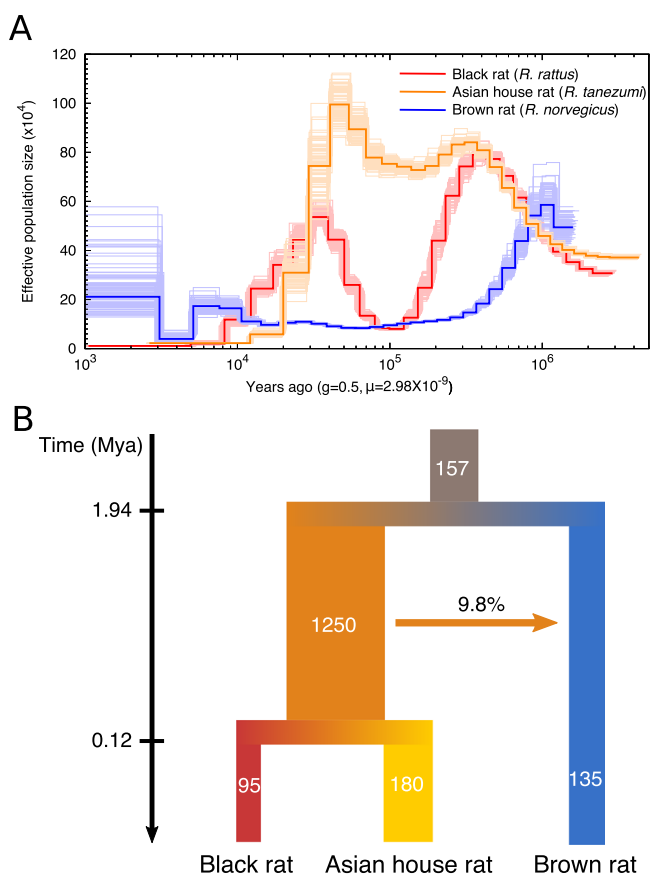 A
120
100
80
60
40
20
0
Effective population size (x10⁴)
Black rat (R. rattus)
Asian house rat (R. tanezumi)
Brown rat (R. norvegicus)
10³ 10⁴ 10⁵ 10⁶
Years ago (g=0.5, μ=2.98X10⁻⁹)
B
Time (Mya)
157
1.94
9.8%
1250
0.12
95 180 135
Black rat Asian house rat Brown rat